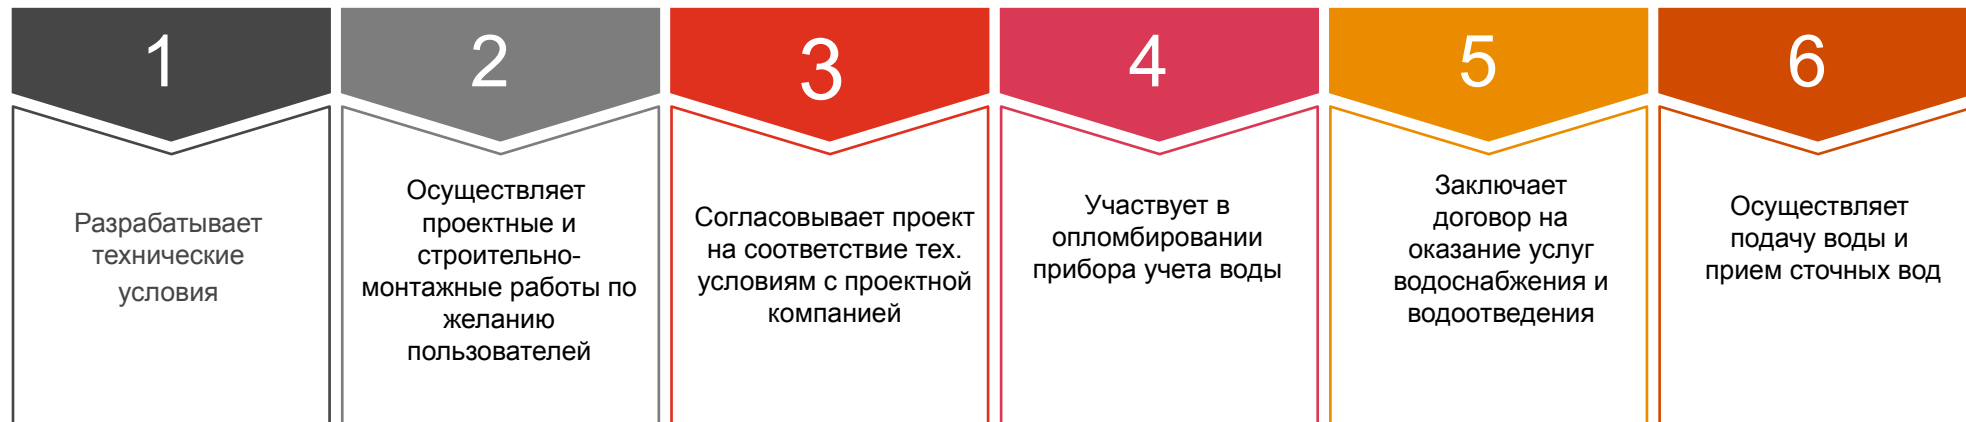 1
Разрабатывает
технические
условия
2
Осуществляет
проектные и
строительно-
монтажные работы по
желанию
пользователей
3
Согласовывает проект
на соответствие тех.
условиям с проектной
компанией
4
Участвует в
опломбировании
прибора учета воды
5
Заключает
договор на
оказание услуг
водоснабжения и
водоотведения
6
Осуществляет
подачу воды и
прием сточных вод